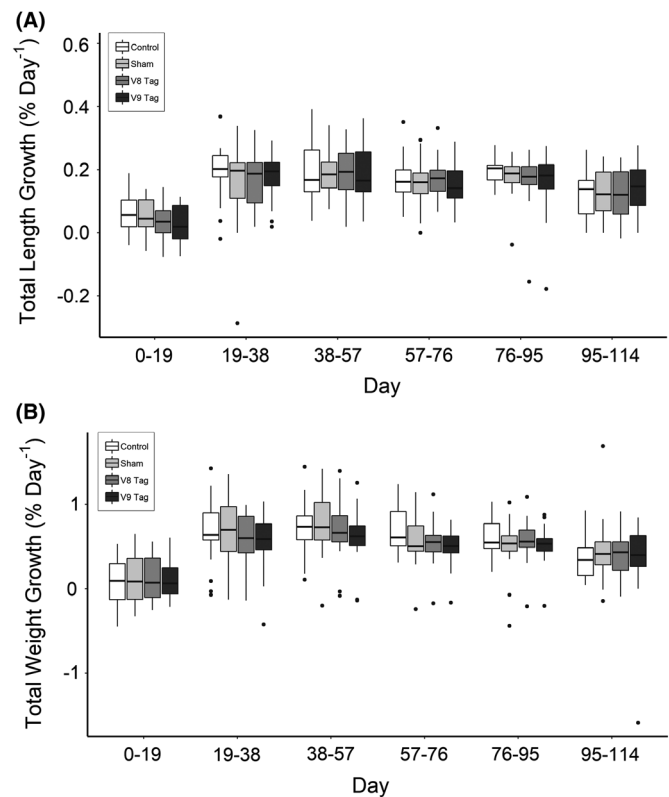 (A)
Total Length Growth (% Day⁻¹)
0.6
0.4
0.2
0.0
-0.2
Control
Sham
V8 Tag
V9 Tag
0-19 19-38 38-57 57-76 76-95 95-114
Day
(B)
Total Weight Growth (% Day⁻¹)
1
0
-1
Control
Sham
V8 Tag
V9 Tag
0-19 19-38 38-57 57-76 76-95 95-114
Day